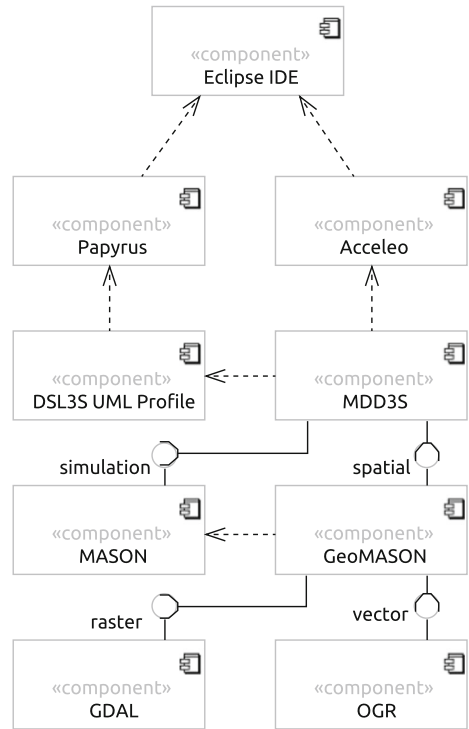 «component»
Eclipse IDE
«component»
Papyrus
«component»
Acceleo
«component»
DSL3S UML Profile
«component»
MDD3S
simulation
spatial
«component»
MASON
«component»
GeoMASON
raster
vector
«component»
GDAL
«component»
OGR